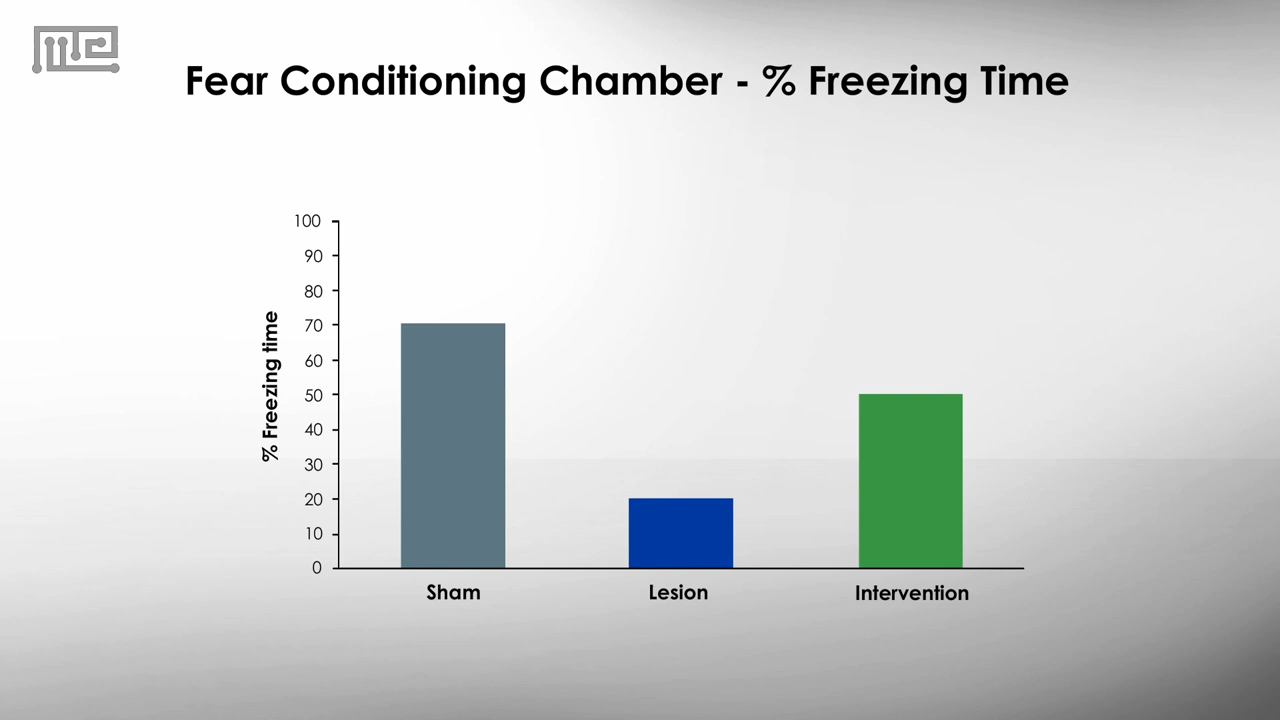 Fear Conditioning Chamber - % Freezing Time
100
90
80
70
60
50
40
30
20
10
0
% Freezing time
Sham
Lesion
Intervention